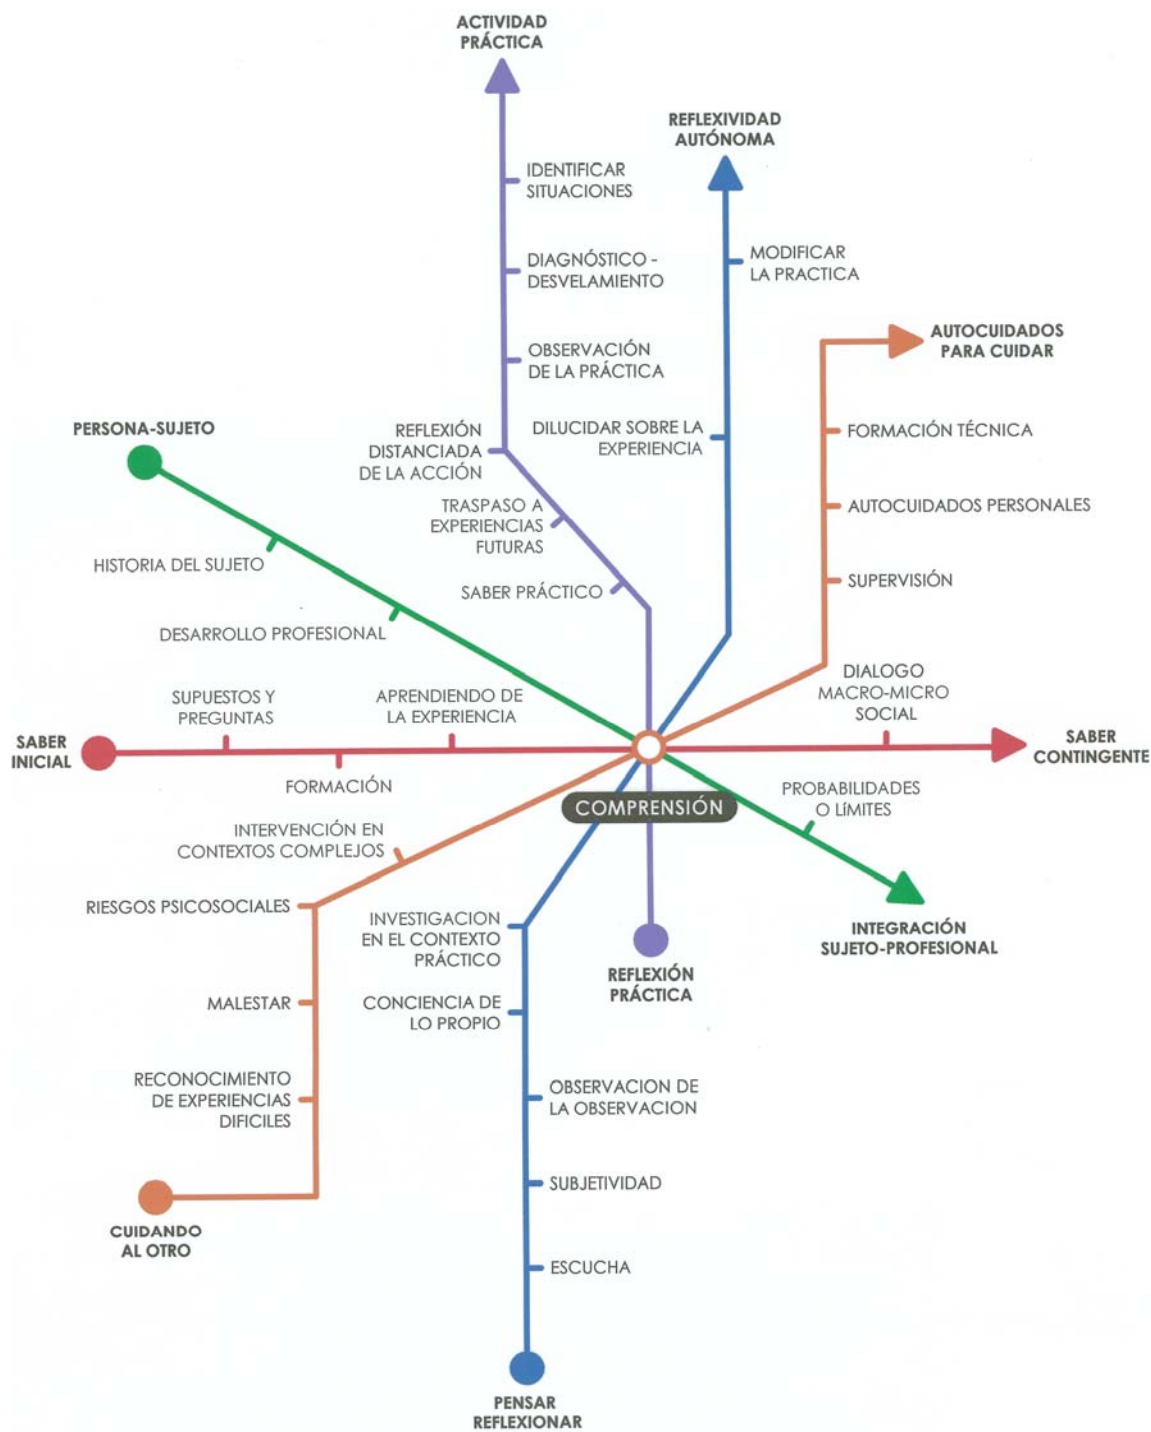 ACTIVIDAD
PRÁCTICA
REFLEXIVIDAD
AUTÓNOMA
IDENTIFICAR
SITUACIONES
DIAGNÓSTICO -
DESVELAMIENTO
MODIFICAR
LA PRACTICA
OBSERVACIÓN
DE LA PRÁCTICA
AUTOCUIDADOS
PARA CUIDAR
PERSONA-SUJETO
REFLEXIÓN
DISTANCIADA
DE LA ACCIÓN
DILUCIDAR SOBRE LA
EXPERIENCIA
FORMACIÓN TÉCNICA
TRASPASO A
EXPERIENCIAS
FUTURAS
AUTOCUIDADOS PERSONALES
HISTORIA DEL SUJETO
SABER PRÁCTICO
SUPERVISIÓN
DESARROLLO PROFESIONAL
SUPUESTOS Y
PREGUNTAS
APRENDIENDO DE
LA EXPERIENCIA
DIALOGO
MACRO-MICRO
SOCIAL
SABER
INICIAL
SABER
CONTINGENTE
FORMACIÓN
COMPRENSIÓN
PROBABILIDADES
O LÍMITES
INTERVENCIÓN EN
CONTEXTOS COMPLEJOS
RIESGOS PSICOSOCIALES
INVESTIGACION
EN EL CONTEXTO
PRÁCTICO
INTEGRACIÓN
SUJETO-PROFESIONAL
REFLEXIÓN
PRÁCTICA
MALESTAR
CONCIENCIA DE
LO PROPIO
RECONOCIMIENTO
DE EXPERIENCIAS
DIFICILES
OBSERVACION DE
LA OBSERVACION
SUBJETIVIDAD
CUIDANDO
AL OTRO
ESCUCHA
PENSAR
REFLEXIONAR